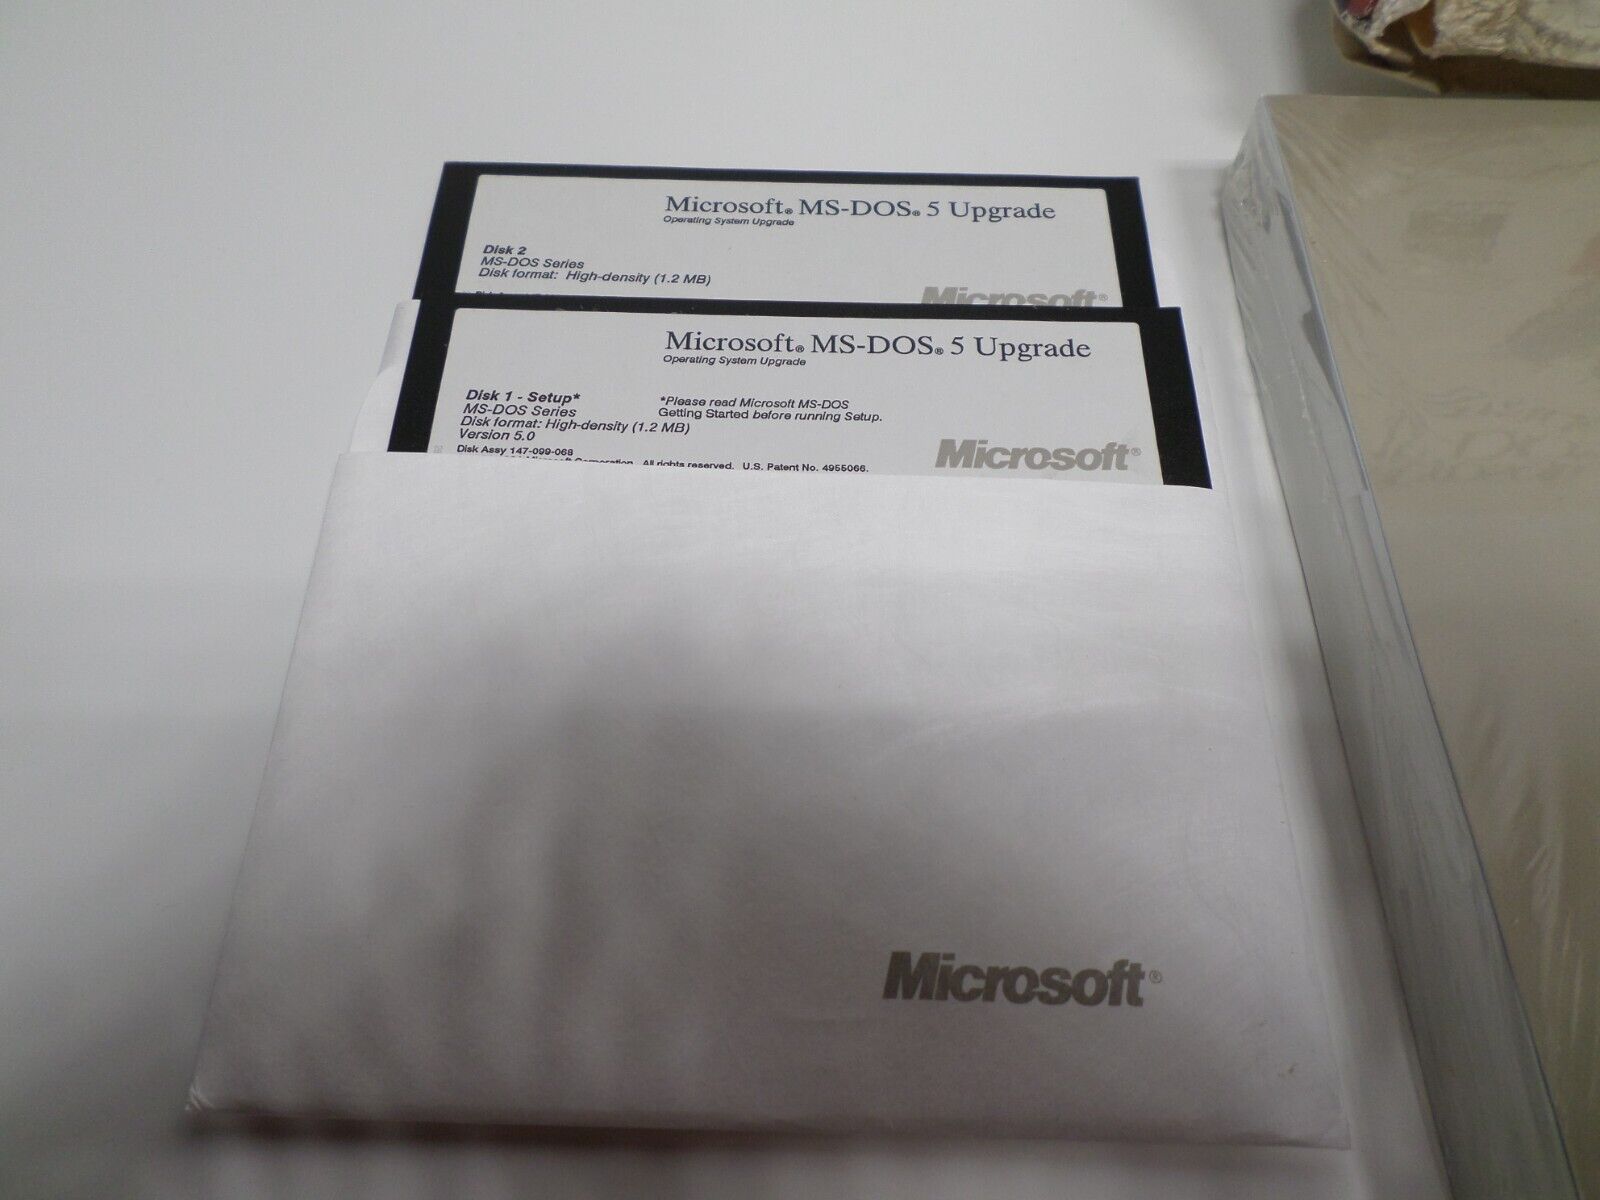 Microsoft® MS-DOS® 5 Upgrade
Operating System Upgrade
Disk 2
MS-DOS Series
Disk format: High-density (1.2 MB)
Microsoft®
Microsoft® MS-DOS® 5 Upgrade
Operating System Upgrade
Disk 1 - Setup*
MS-DOS Series
Disk format: High-density (1.2 MB)
Version 5.0
*Please read Microsoft MS-DOS
Getting Started before running Setup.
Disk Assy 147-099-068
Microsoft Corporation. All rights reserved. U.S. Patent No. 4955066.
Microsoft®
Microsoft®